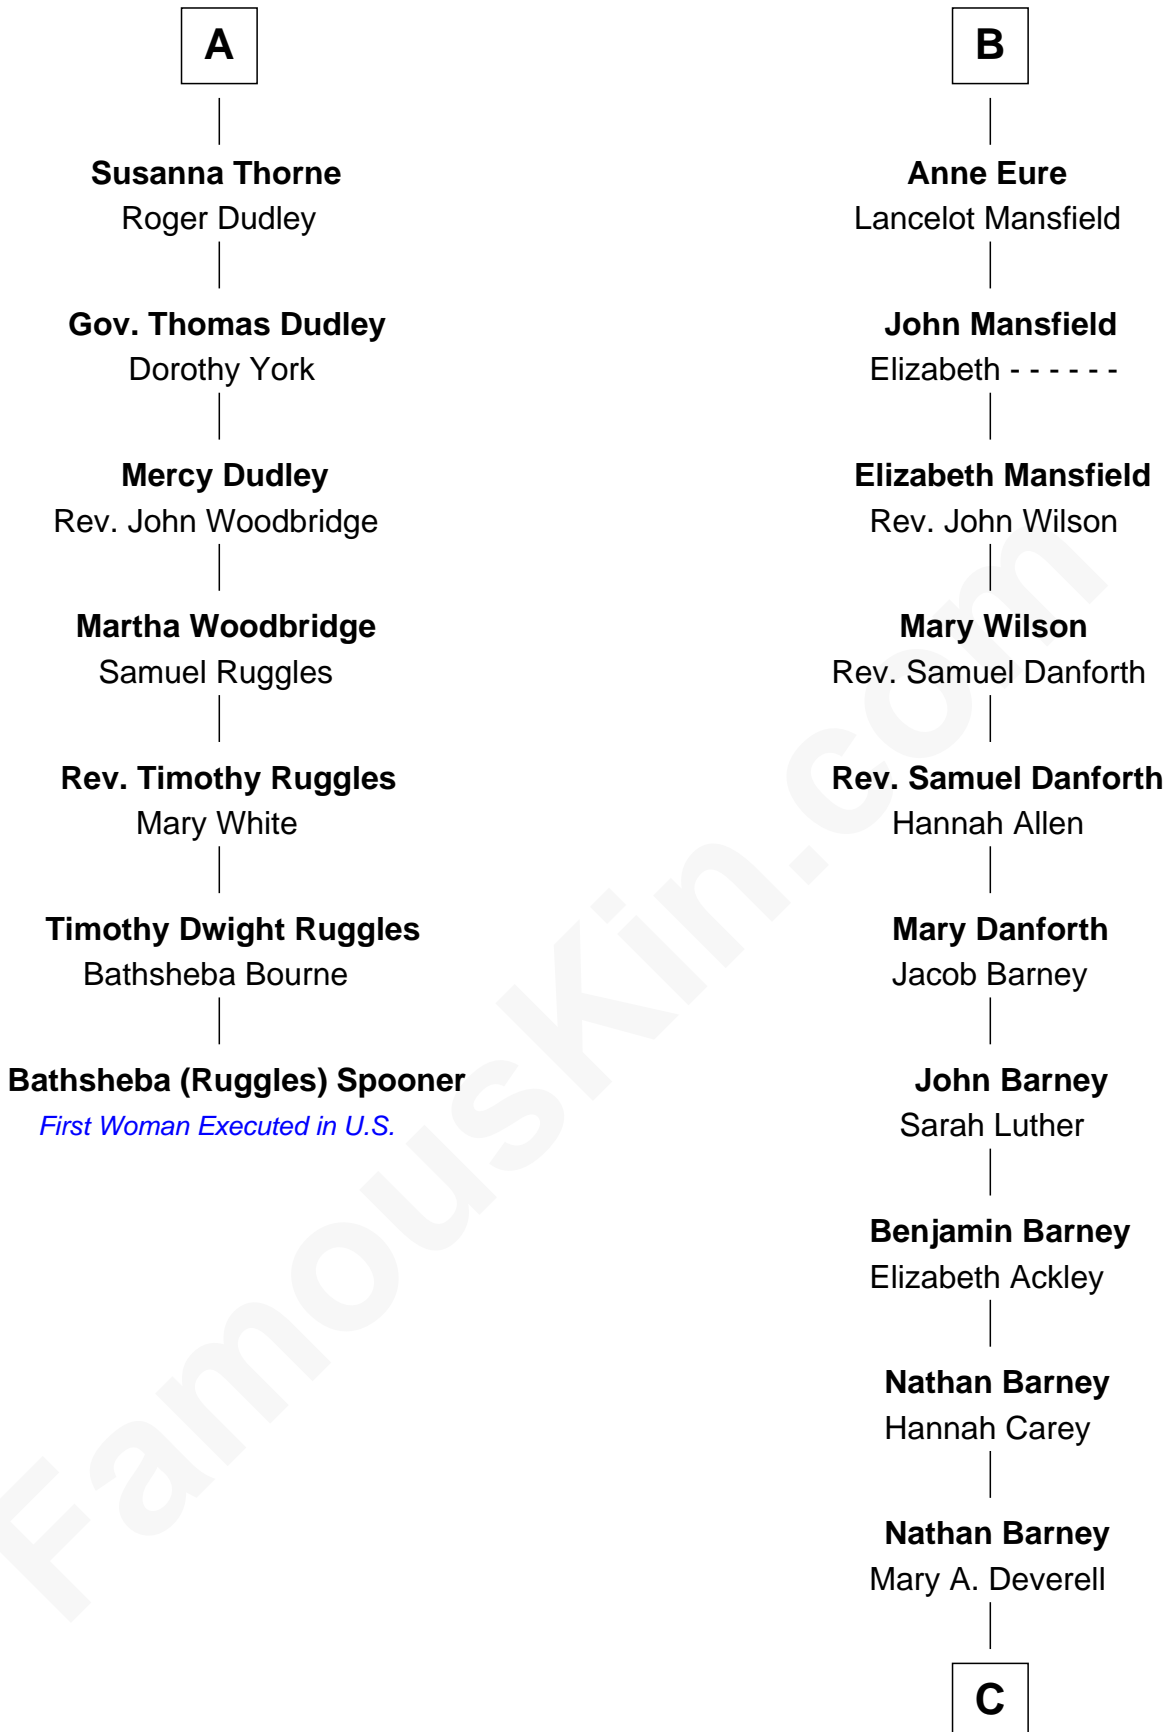 A
Susanna Thorne
Roger Dudley
Gov. Thomas Dudley
Dorothy York
Mercy Dudley
Rev. John Woodbridge
Martha Woodbridge
Samuel Ruggles
Rev. Timothy Ruggles
Mary White
Timothy Dwight Ruggles
Bathsheba Bourne
Bathsheba (Ruggles) Spooner
First Woman Executed in U.S.
B
Anne Eure
Lancelot Mansfield
John Mansfield
Elizabeth - - - - - -
Elizabeth Mansfield
Rev. John Wilson
Mary Wilson
Rev. Samuel Danforth
Rev. Samuel Danforth
Hannah Allen
Mary Danforth
Jacob Barney
John Barney
Sarah Luther
Benjamin Barney
Elizabeth Ackley
Nathan Barney
Hannah Carey
Nathan Barney
Mary A. Deverell
C
FamousKin.com